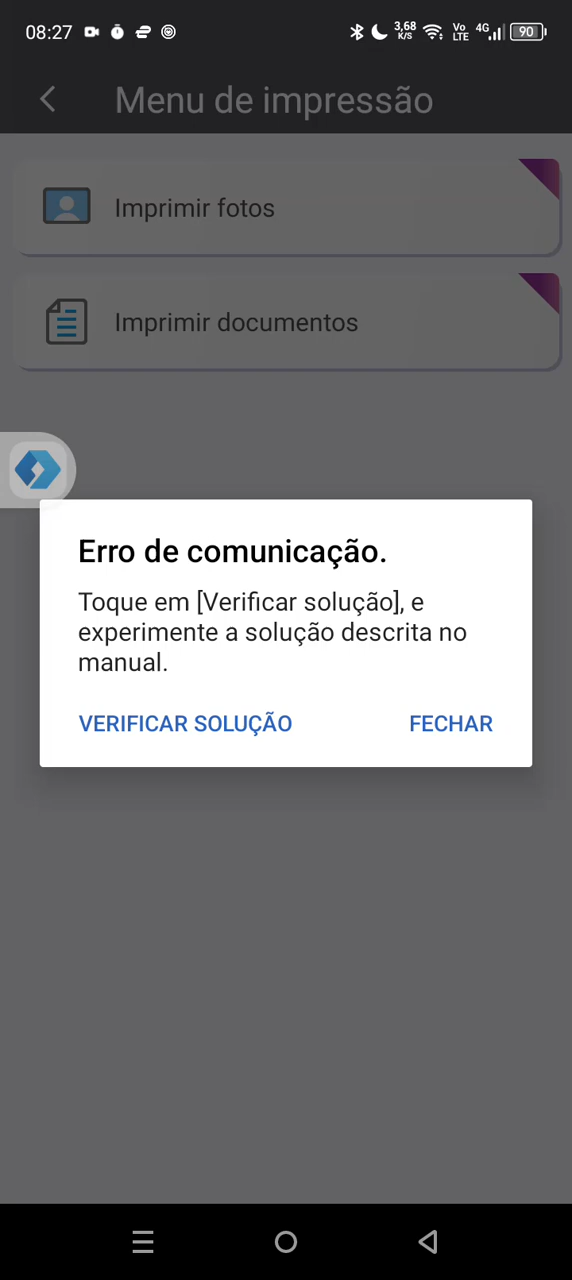 08:27 3,68 K/S Vo LTE 4G 90
Menu de impressão
Imprimir fotos
Imprimir documentos
Erro de comunicação.
Toque em [Verificar solução], e
experimente a solução descrita no
manual.
VERIFICAR SOLUÇÃO FECHAR